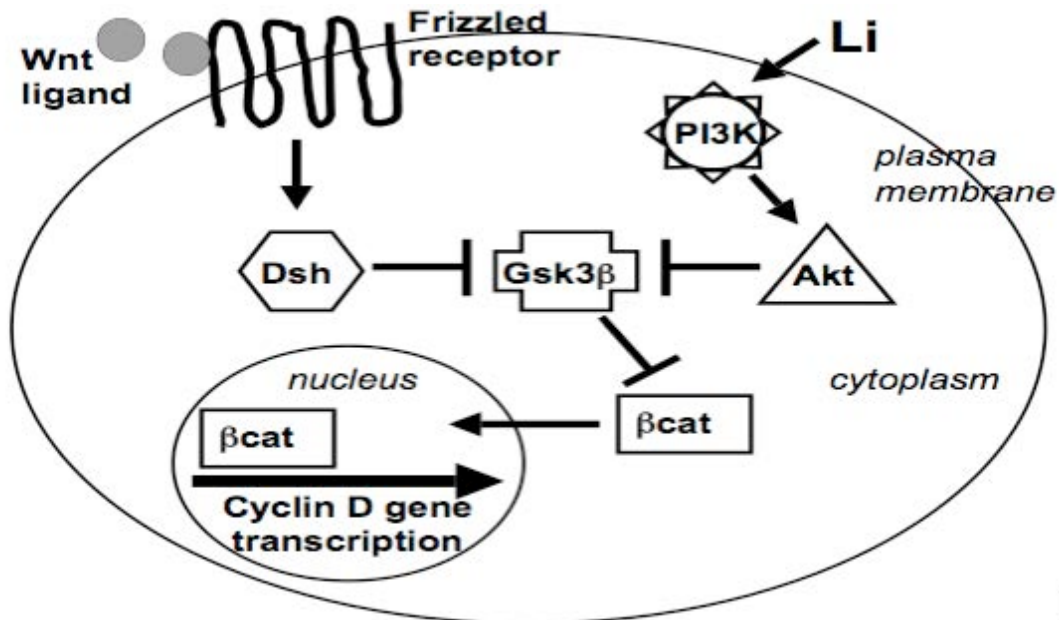 Wnt
ligand
Frizzled
receptor
Li
PI3K
plasma
membrane
Dsh
Gsk3β
Akt
nucleus
cytoplasm
βcat
βcat
Cyclin D gene
transcription